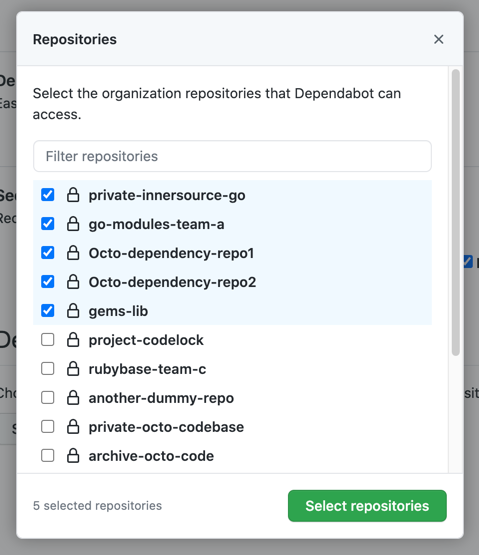 Repositories
Select the organization repositories that Dependabot can
access.
Filter repositories
private-innersource-go
go-modules-team-a
Octo-dependency-repo1
Octo-dependency-repo2
gems-lib
project-codelock
rubybase-team-c
another-dummy-repo
private-octo-codebase
archive-octo-code
5 selected repositories
Select repositories